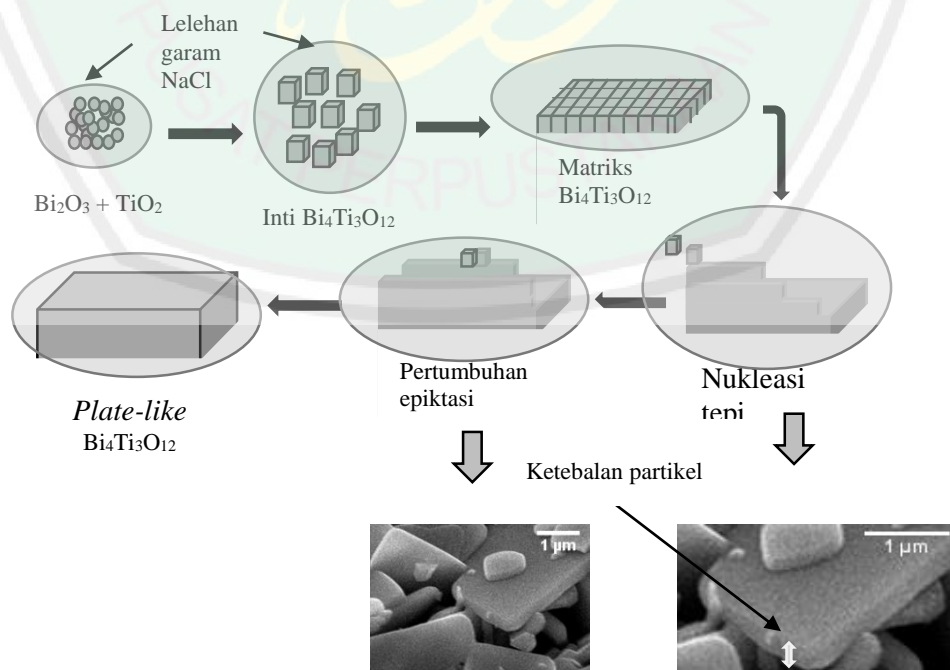 Lelehan
garam
NaCl
Bi2O3 + TiO2
Inti Bi4Ti3O12
Matriks
Bi4Ti3O12
Plate-like
Bi4Ti3O12
Pertumbuhan
epiktasi
Nukleasi
tepi
Ketebalan partikel
1 µm
1 µm